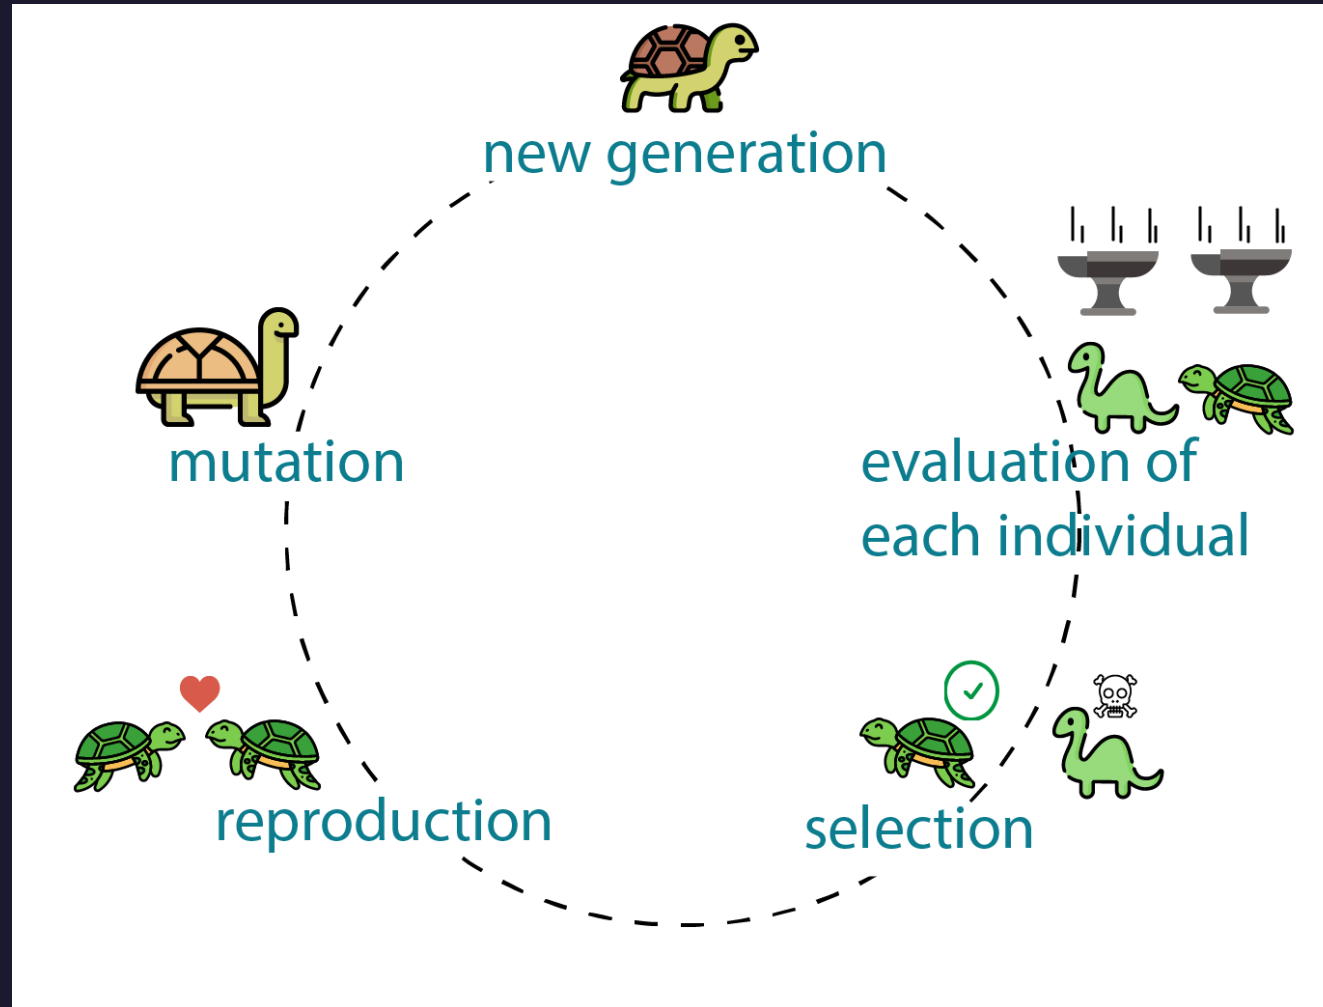 new generation
evaluation of
each individual
selection
reproduction
mutation